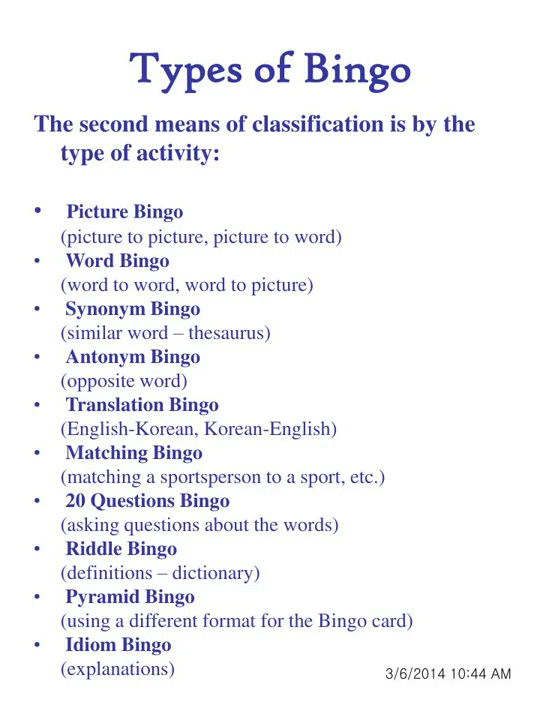 Types of Bingo
The second means of classification is by the
type of activity:
• Picture Bingo
(picture to picture, picture to word)
• Word Bingo
(word to word, word to picture)
• Synonym Bingo
(similar word – thesaurus)
• Antonym Bingo
(opposite word)
• Translation Bingo
(English-Korean, Korean-English)
• Matching Bingo
(matching a sportsperson to a sport, etc.)
• 20 Questions Bingo
(asking questions about the words)
• Riddle Bingo
(definitions – dictionary)
• Pyramid Bingo
(using a different format for the Bingo card)
• Idiom Bingo
(explanations)
3/6/2014 10:44 AM